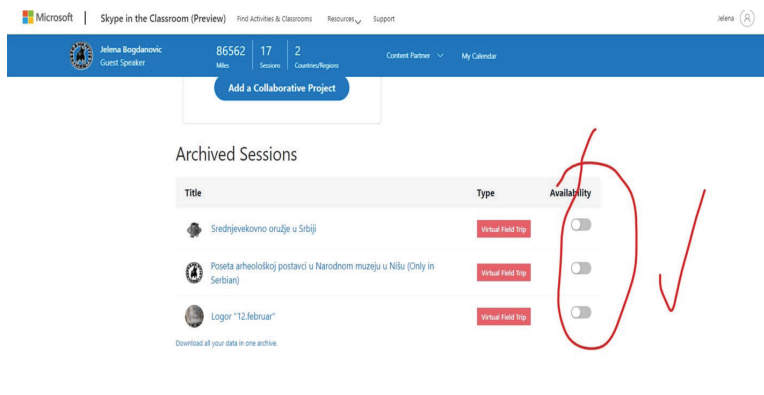 Microsoft
Skype in the Classroom (Preview)
Find Activities & Classrooms
Resources
Support
Jelena
Jelena Bogdanovic
Guest Speaker
86562
Miles
17
Sessions
2
Countries/Regions
Content Partner
My Calendar
Add a Collaborative Project
Archived Sessions
Title
Type
Availability
Srednjevekovno oružje u Srbiji
Virtual Field Trip
Poseta arheološkoj postavci u Narodnom muzeju u Nišu (Only in
Serbian)
Virtual Field Trip
Logor "12.februar"
Virtual Field Trip
Download all your data in one archive.